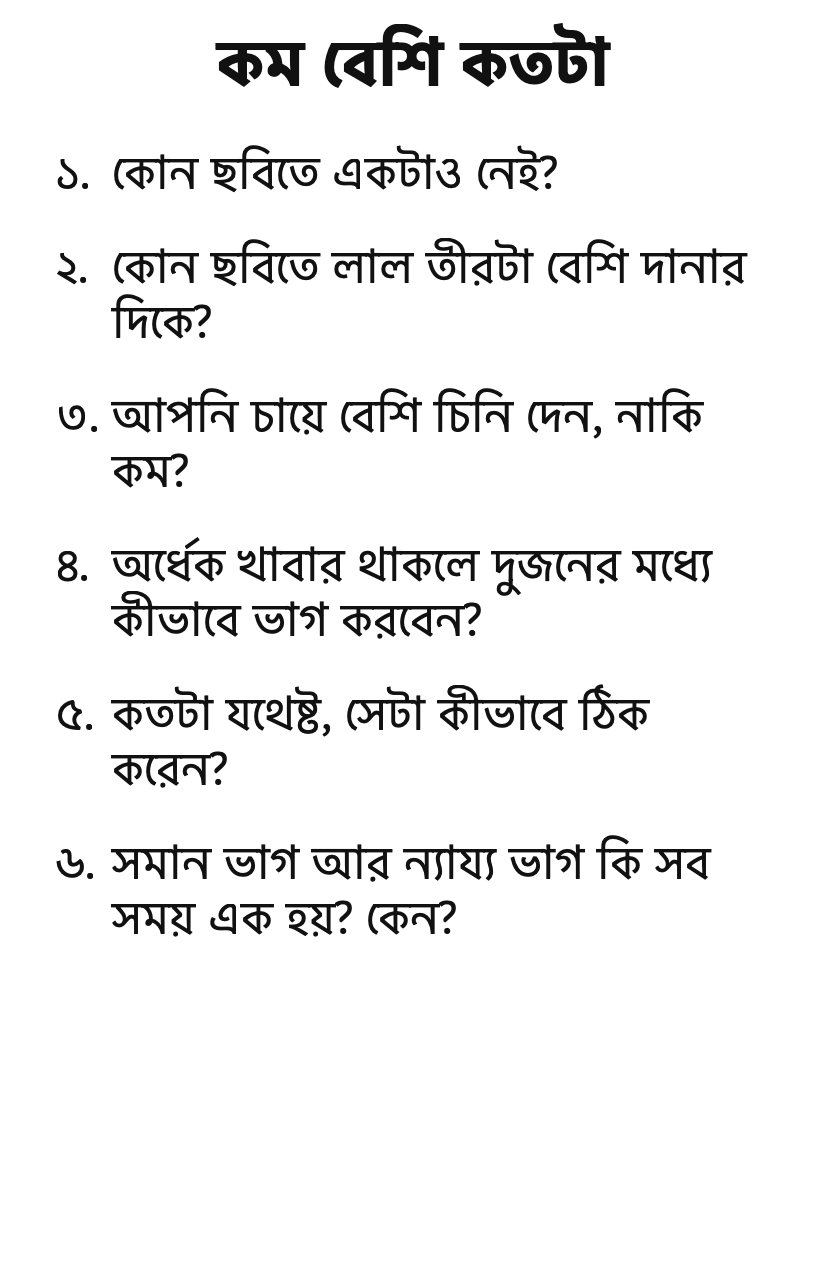 কম বেশি কতটা
১. কোন ছবিতে একটাও নেই?
২. কোন ছবিতে লাল তীরটা বেশি দানার
দিকে?
৩. আপনি চায়ে বেশি চিনি দেন, নাকি
কম?
৪. অর্ধেক খাবার থাকলে দুজনের মধ্যে
কীভাবে ভাগ করবেন?
৫. কতটা যথেষ্ট, সেটা কীভাবে ঠিক
করেন?
৬. সমান ভাগ আর ন্যায্য ভাগ কি সব
সময় এক হয়? কেন?